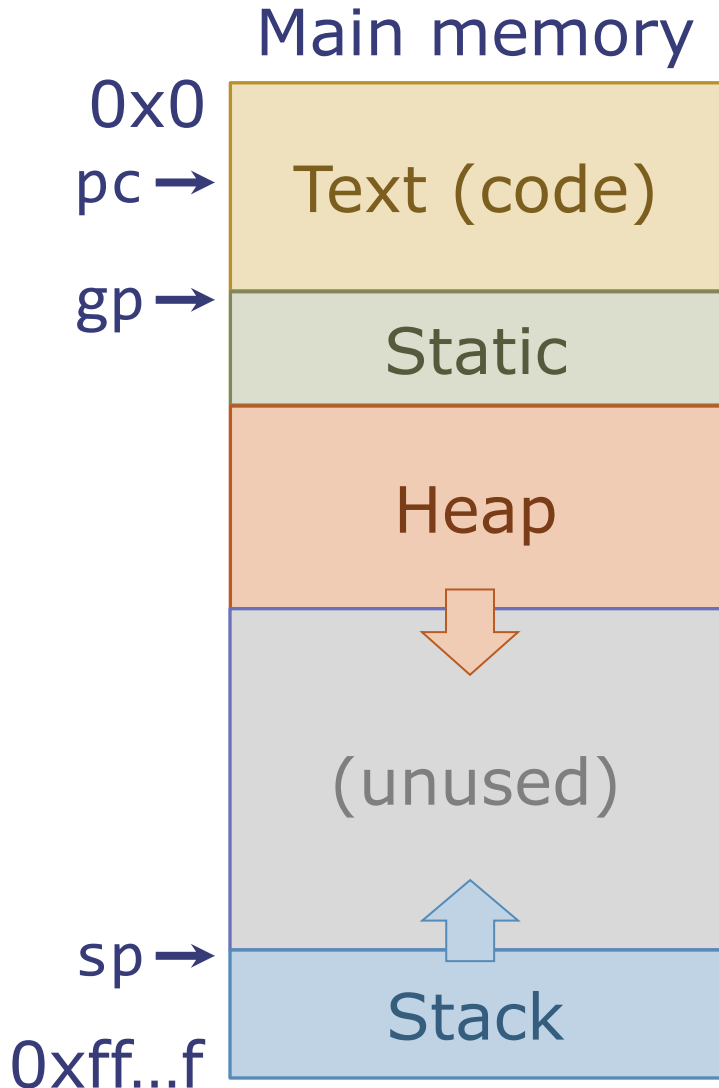 Main memory
0x0
pc
Text (code)
gp
Static
Heap
(unused)
sp
Stack
0xff...f